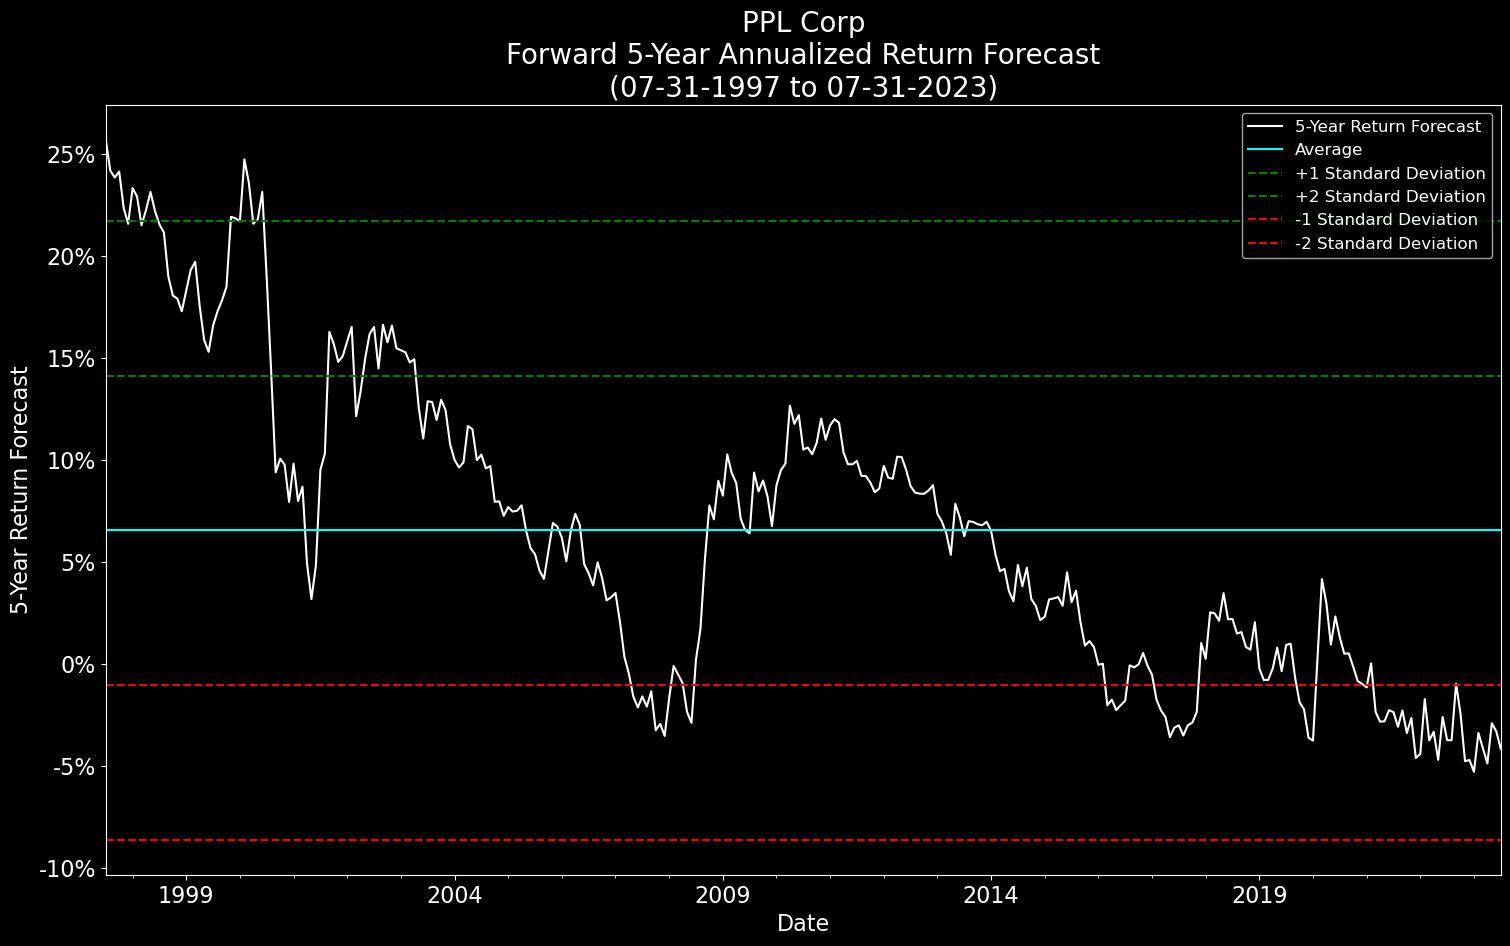 PPL Corp
Forward 5-Year Annualized Return Forecast
(07-31-1997 to 07-31-2023)
5-Year Return Forecast
Average
+1 Standard Deviation
+2 Standard Deviation
-1 Standard Deviation
-2 Standard Deviation
5-Year Return Forecast
25%
20%
15%
10%
5%
0%
-5%
-10%
1999
2004
2009
2014
2019
Date